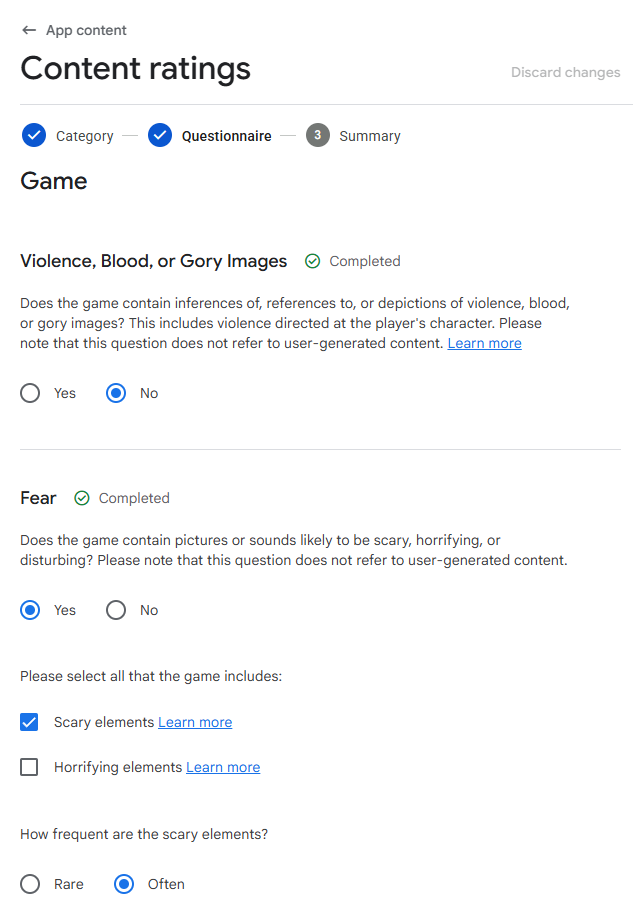 App content
Content ratings
Discard changes
Category
Questionnaire
3
Summary
Game
Violence, Blood, or Gory Images
Completed
Does the game contain inferences of, references to, or depictions of violence, blood,
or gory images? This includes violence directed at the player's character. Please
note that this question does not refer to user-generated content. Learn more
Yes
No
Fear
Completed
Does the game contain pictures or sounds likely to be scary, horrifying, or
disturbing? Please note that this question does not refer to user-generated content.
Yes
No
Please select all that the game includes:
Scary elements Learn more
Horrifying elements Learn more
How frequent are the scary elements?
Rare
Often